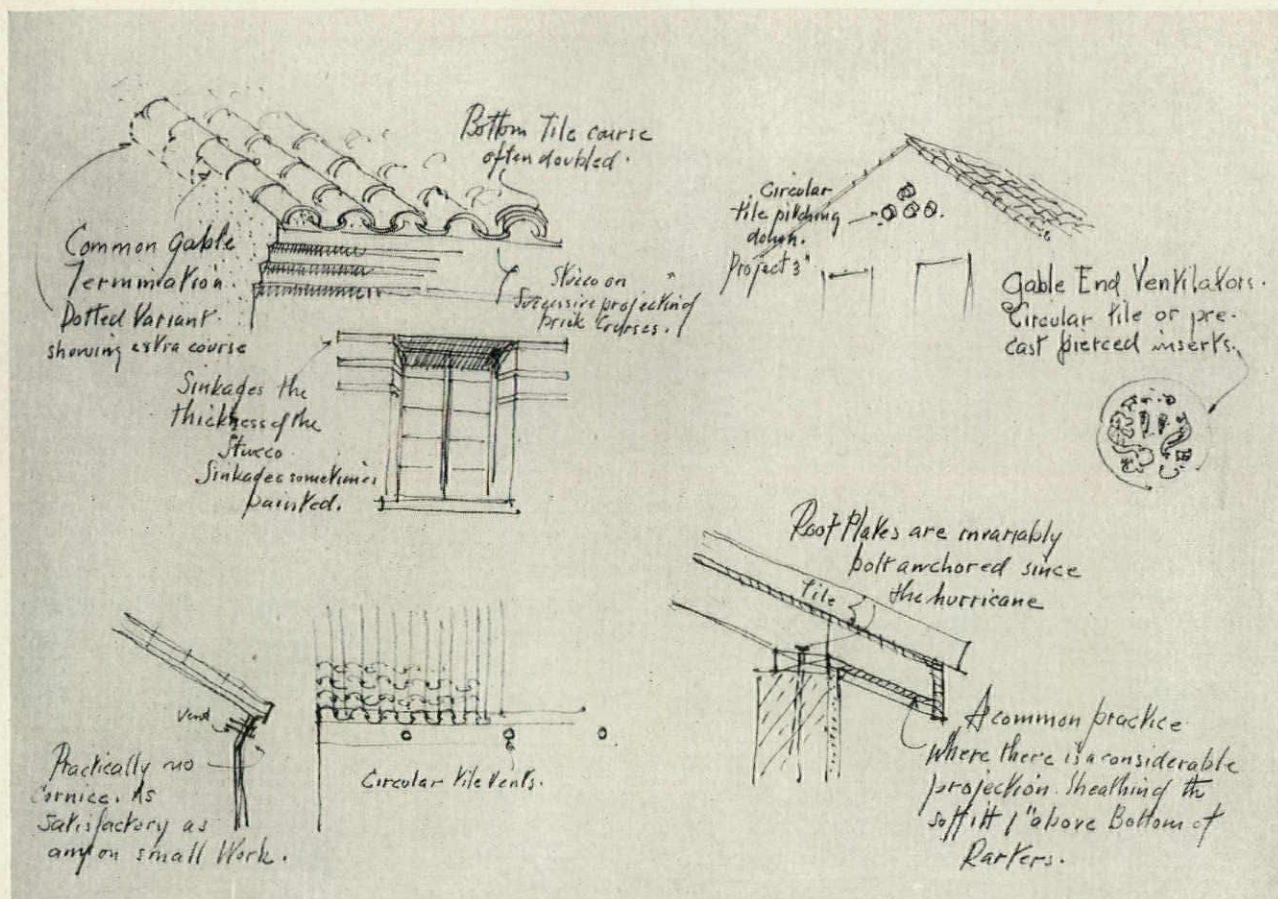 Bottom Tile course
often doubled.
Common gable
Termination.
Dotted Variant.
showing extra course
Stucco on
Successive projecting
brick courses.
Sinkages the
thickness of the
Stucco.
Sinkages sometimes
painted.
Circular
tile pitching
down.
Project 3"
Gable End Ventilators.
Circular tile or pre-
cast pierced inserts.
Roof Plates are invariably
bolt anchored since
the hurricane
tile
Vent
Practically no
Cornice. As
Satisfactory as
any on small Work.
Circular tile Vents.
A common practice
where there is a considerable
projection. Sheathing th
soffitt 1" above Bottom of
Rafters.